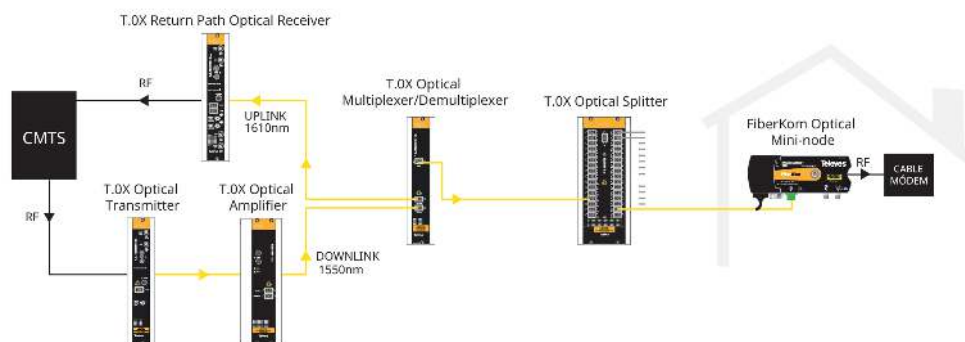 T.0X Return Path Optical Receiver
RF
CMTS
UPLINK
1610nm
T.0X Optical
Multiplexer/Demultiplexer
T.0X Optical Splitter
FiberKom Optical
Mini-node
Televes
RF
CABLE
MÓDEM
RF
T.0X Optical
Transmitter
T.0X Optical
Amplifier
DOWNLINK
1550nm